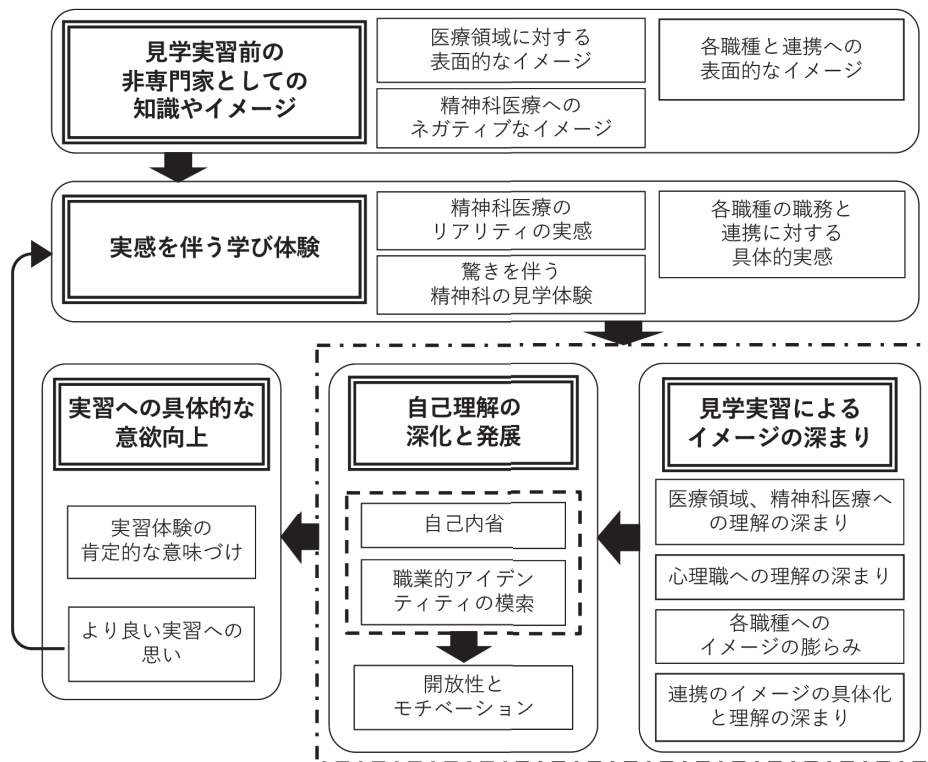 見学実習前の
非専門家としての
知識やイメージ
医療領域に対する
表面的なイメージ
精神科医療への
ネガティブなイメージ
各職種と連携への
表面的なイメージ
実感を伴う学び体験
精神科医療の
リアリティの実感
驚きを伴う
精神科の見学体験
各職種の職務と
連携に対する
具体的実感
見学実習による
イメージの深まり
医療領域、精神科医療へ
の理解の深まり
心理職への理解の深まり
各職種への
イメージの膨らみ
連携のイメージの具体化
と理解の深まり
自己理解の
深化と発展
自己内省
職業的アイデン
ティティの模索
開放性と
モチベーション
実習への具体的な
意欲向上
実習体験の
肯定的な意味づけ
より良い実習への
思い